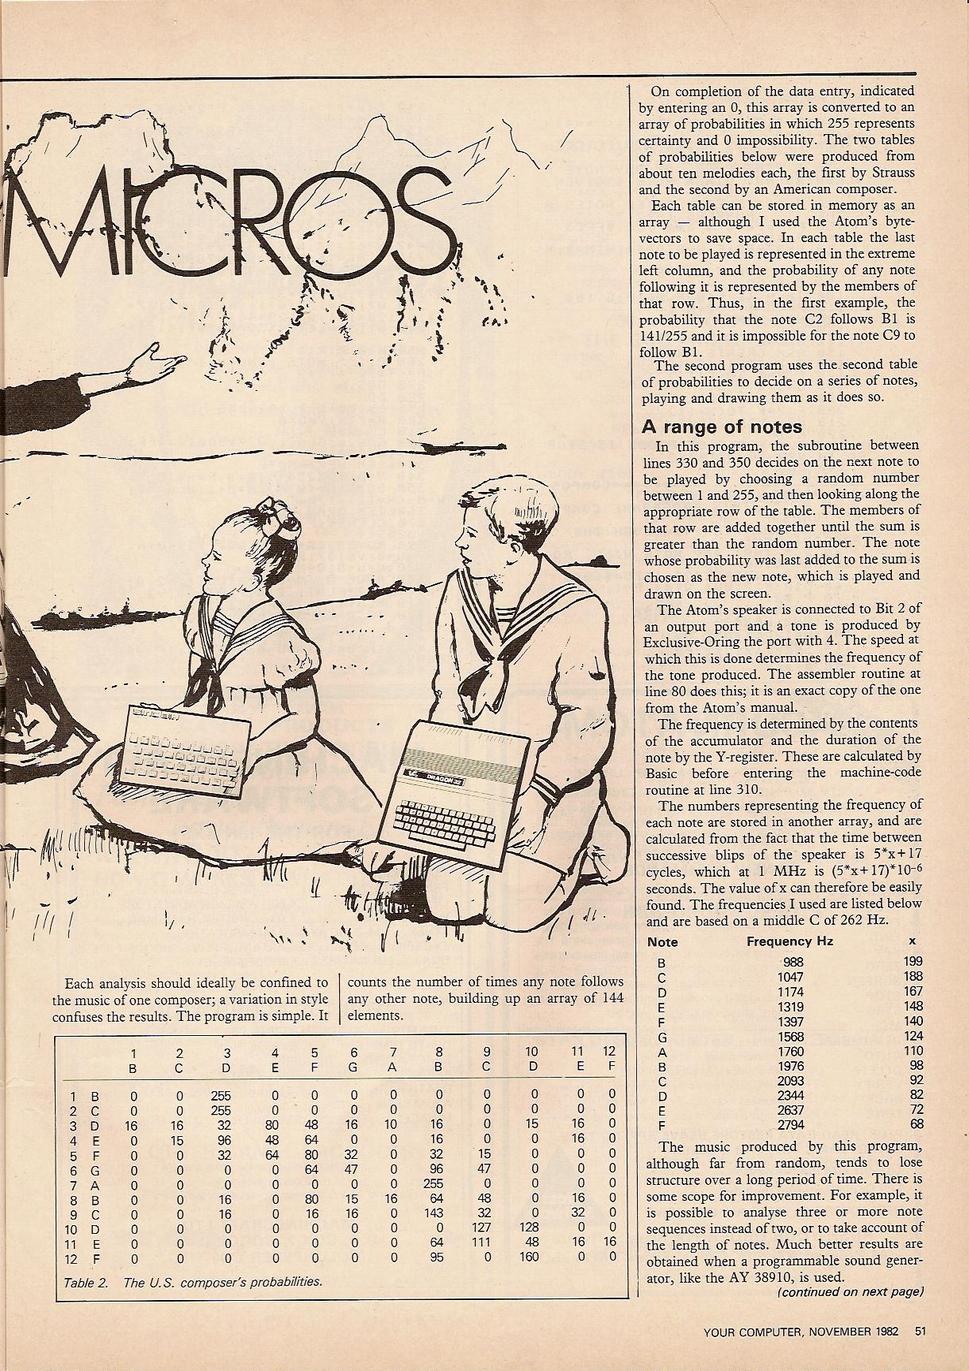 MICROS
DRAGON 32
Each analysis should ideally be confined to
the music of one composer; a variation in style
confuses the results. The program is simple. It
counts the number of times any note follows
any other note, building up an array of 144
elements.
1 2 3 4 5 6 7 8 9 10 11 12
B C D E F G A B C D E F
1 B 0 0 255 0 0 0 0 0 0 0 0 0
2 C 0 0 255 0 0 0 0 0 0 0 0 0
3 D 16 16 32 80 48 16 10 16 0 15 16 0
4 E 0 15 96 48 64 0 0 16 0 0 16 0
5 F 0 0 32 64 80 32 0 32 15 0 0 0
6 G 0 0 0 0 64 47 0 96 47 0 0 0
7 A 0 0 0 0 0 0 0 255 0 0 0 0
8 B 0 0 16 0 80 15 16 64 48 0 16 0
9 C 0 0 16 0 16 16 0 143 32 0 32 0
10 D 0 0 0 0 0 0 0 0 127 128 0 0
11 E 0 0 0 0 0 0 0 64 111 48 16 16
12 F 0 0 0 0 0 0 0 95 0 160 0 0
Table 2. The U.S. composer's probabilities.
On completion of the data entry, indicated
by entering an 0, this array is converted to an
array of probabilities in which 255 represents
certainty and 0 impossibility. The two tables
of probabilities below were produced from
about ten melodies each, the first by Strauss
and the second by an American composer.
Each table can be stored in memory as an
array — although I used the Atom's byte-
vectors to save space. In each table the last
note to be played is represented in the extreme
left column, and the probability of any note
following it is represented by the members of
that row. Thus, in the first example, the
probability that the note C2 follows B1 is
141/255 and it is impossible for the note C9 to
follow B1.
The second program uses the second table
of probabilities to decide on a series of notes,
playing and drawing them as it does so.
A range of notes
In this program, the subroutine between
lines 330 and 350 decides on the next note to
be played by choosing a random number
between 1 and 255, and then looking along the
appropriate row of the table. The members of
that row are added together until the sum is
greater than the random number. The note
whose probability was last added to the sum is
chosen as the new note, which is played and
drawn on the screen.
The Atom's speaker is connected to Bit 2 of
an output port and a tone is produced by
Exclusive-Oring the port with 4. The speed at
which this is done determines the frequency of
the tone produced. The assembler routine at
line 80 does this; it is an exact copy of the one
from the Atom's manual.
The frequency is determined by the contents
of the accumulator and the duration of the
note by the Y-register. These are calculated by
Basic before entering the machine-code
routine at line 310.
The numbers representing the frequency of
each note are stored in another array, and are
calculated from the fact that the time between
successive blips of the speaker is 5*x+17
cycles, which at 1 MHz is (5*x+17)*10-6
seconds. The value of x can therefore be easily
found. The frequencies I used are listed below
and are based on a middle C of 262 Hz.
Note Frequency Hz x
B 988 199
C 1047 188
D 1174 167
E 1319 148
F 1397 140
G 1568 124
A 1760 110
B 1976 98
C 2093 92
D 2344 82
E 2637 72
F 2794 68
The music produced by this program,
although far from random, tends to lose
structure over a long period of time. There is
some scope for improvement. For example, it
is possible to analyse three or more note
sequences instead of two, or to take account of
the length of notes. Much better results are
obtained when a programmable sound gener-
ator, like the AY 38910, is used.
(continued on next page)
YOUR COMPUTER, NOVEMBER 1982 51